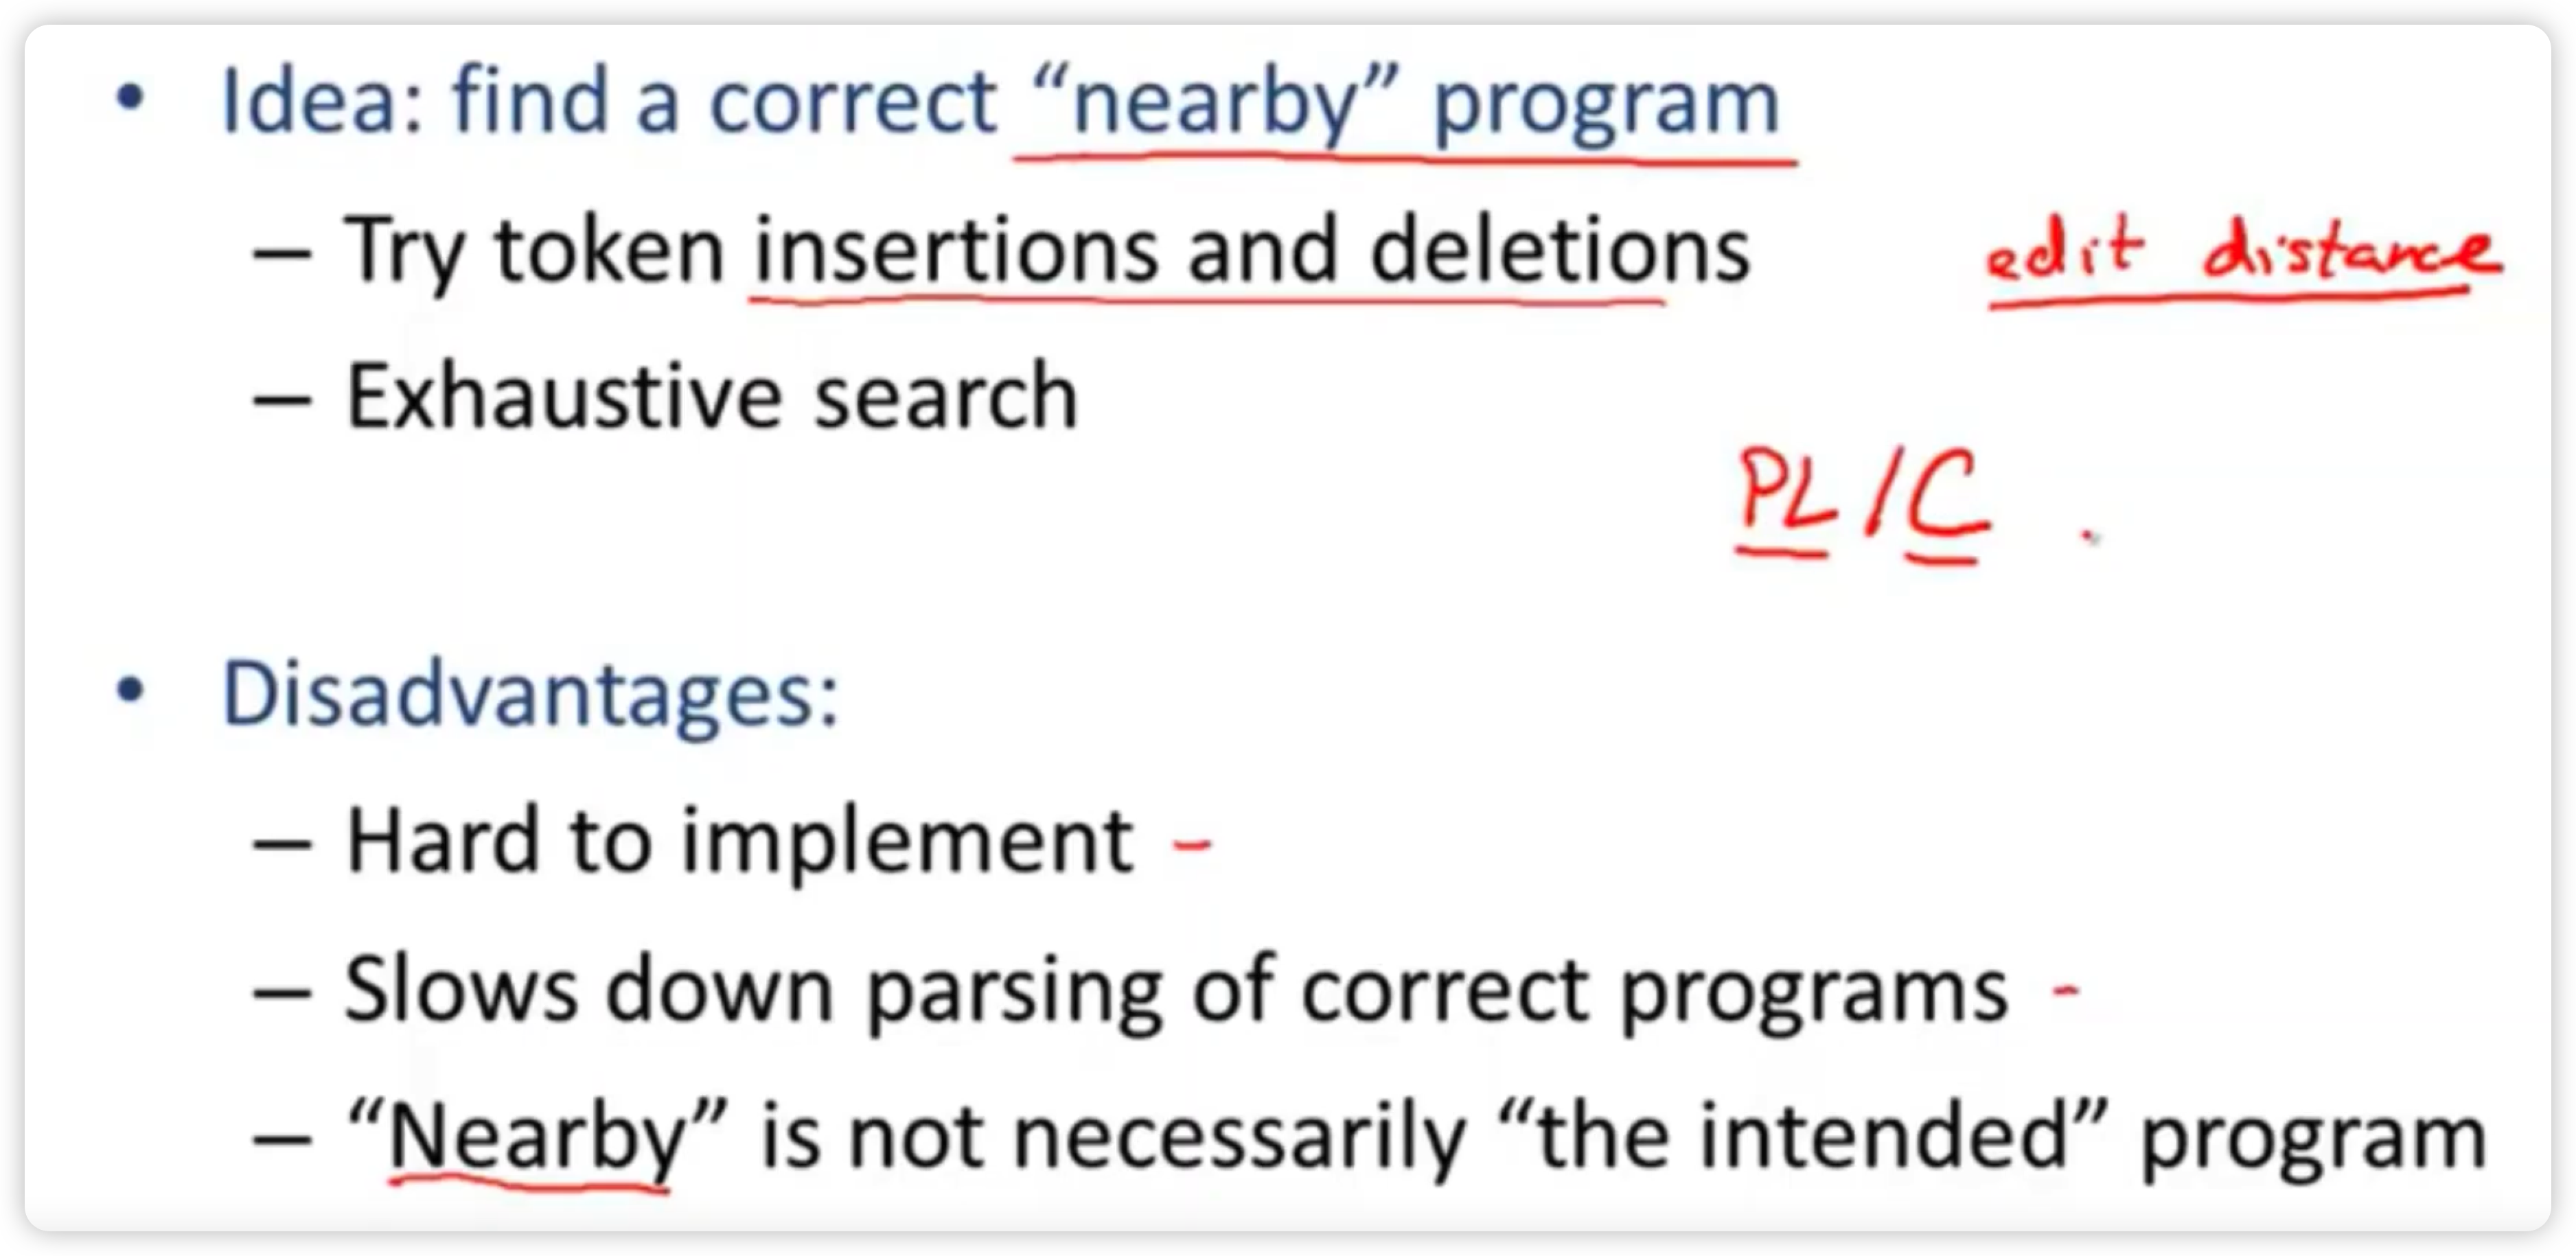 • Idea: find a correct “nearby” program
– Try token insertions and deletions
edit distance
– Exhaustive search
PL/C
• Disadvantages:
– Hard to implement -
– Slows down parsing of correct programs -
– “Nearby” is not necessarily “the intended” program